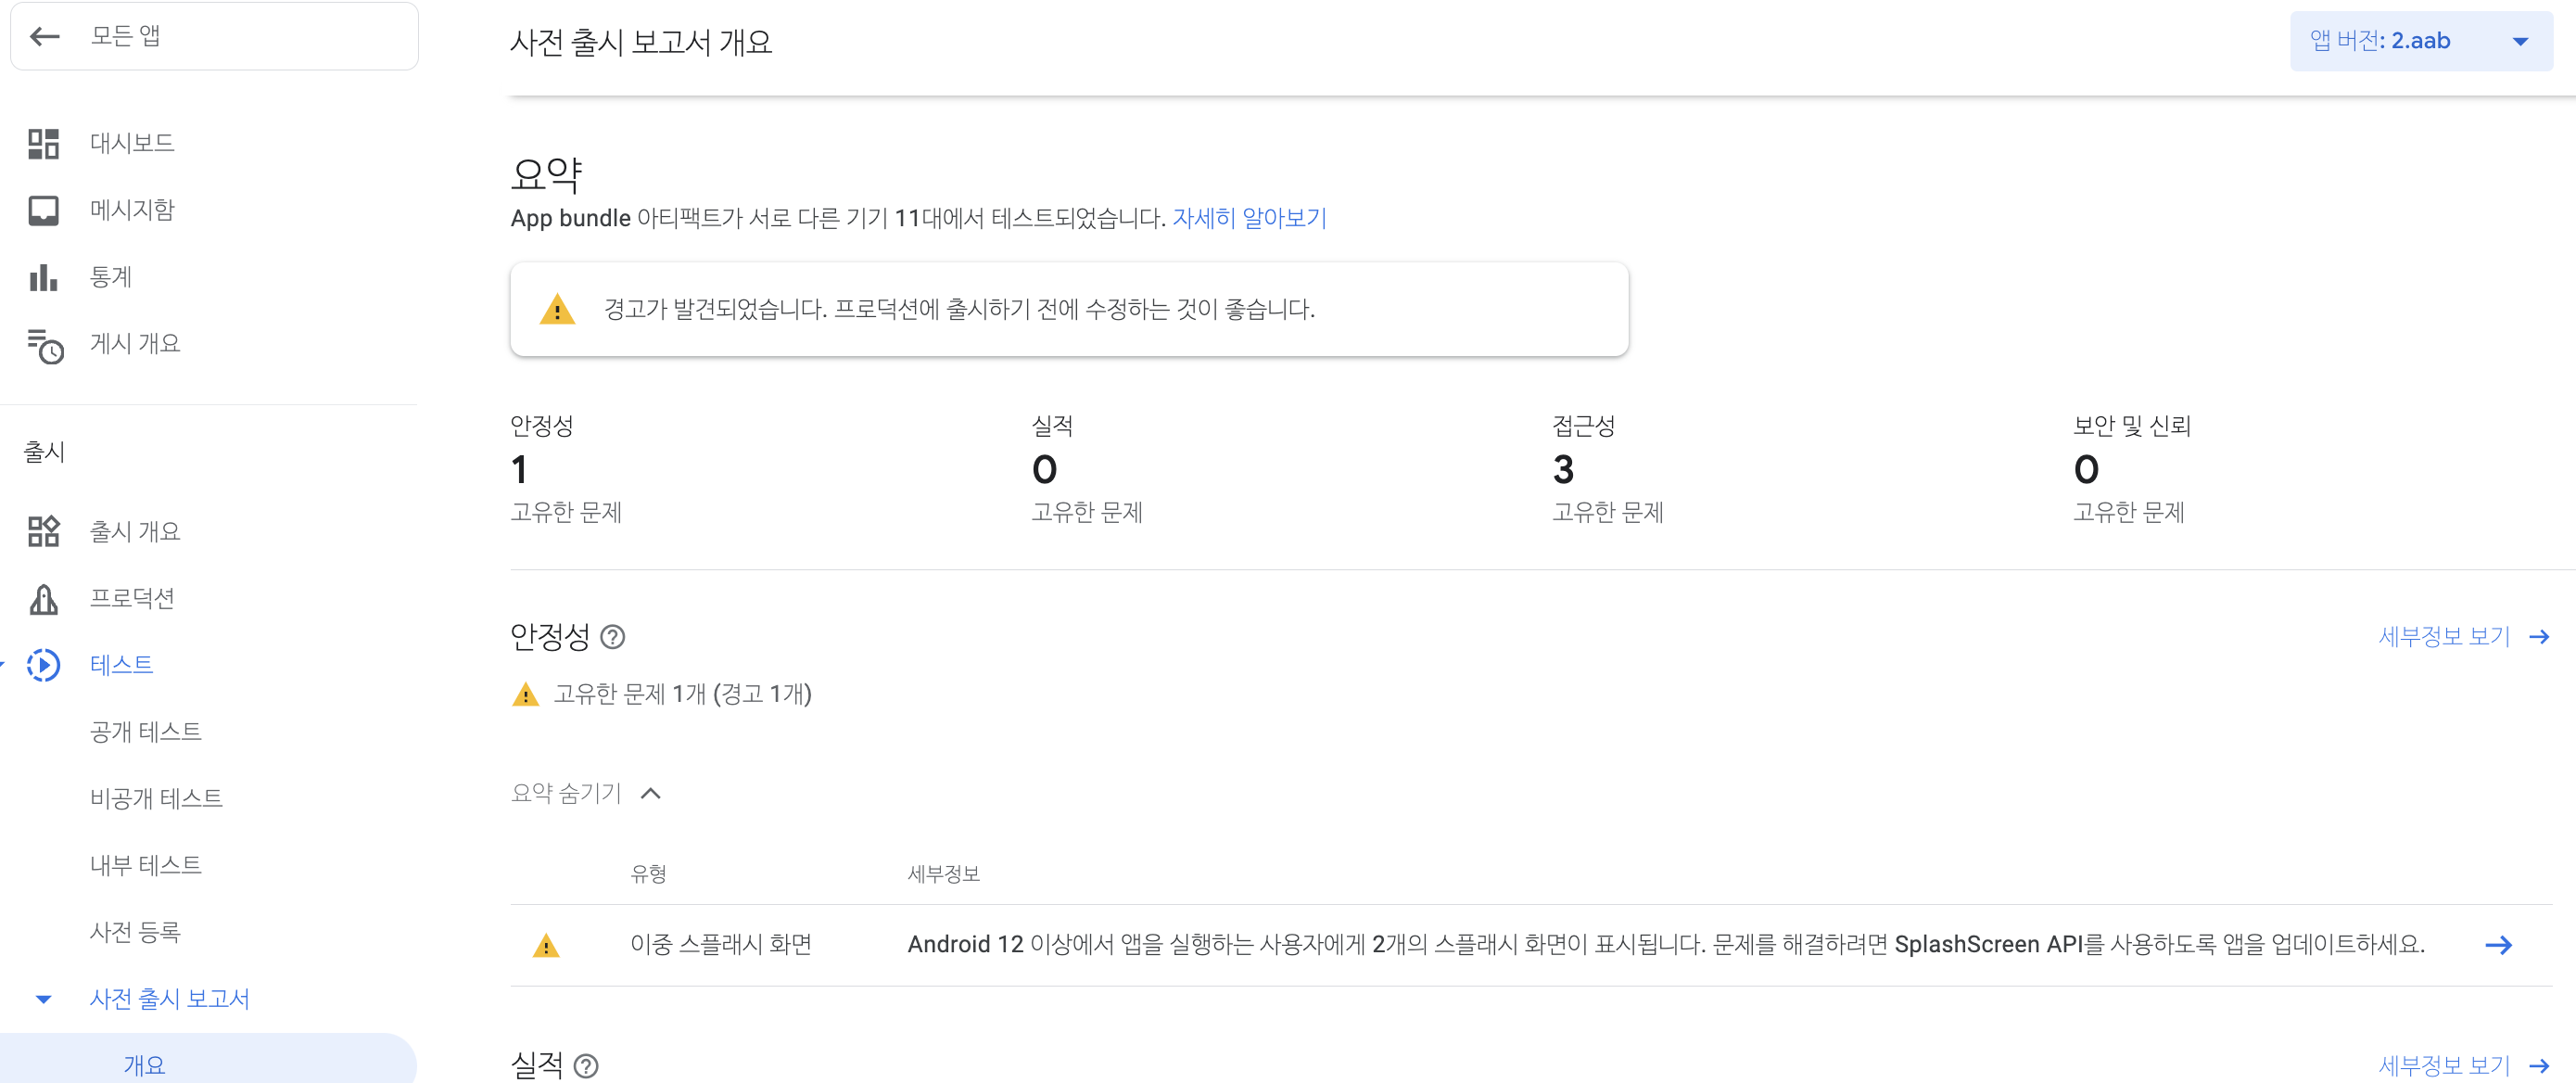 모든 앱
대시보드
메시지함
통계
게시 개요
출시
출시 개요
프로덕션
테스트
공개 테스트
비공개 테스트
내부 테스트
사전 등록
사전 출시 보고서
개요
사전 출시 보고서 개요
앱 버전: 2.aab
요약
App bundle 아티팩트가 서로 다른 기기 11대에서 테스트되었습니다. 자세히 알아보기
경고가 발견되었습니다. 프로덕션에 출시하기 전에 수정하는 것이 좋습니다.
안정성
1
고유한 문제
실적
0
고유한 문제
접근성
3
고유한 문제
보안 및 신뢰
0
고유한 문제
안정성
세부정보 보기
고유한 문제 1개 (경고 1개)
요약 숨기기
유형 세부정보
이중 스플래시 화면 Android 12 이상에서 앱을 실행하는 사용자에게 2개의 스플래시 화면이 표시됩니다. 문제를 해결하려면 SplashScreen API를 사용하도록 앱을 업데이트하세요.
실적
세부정보 보기